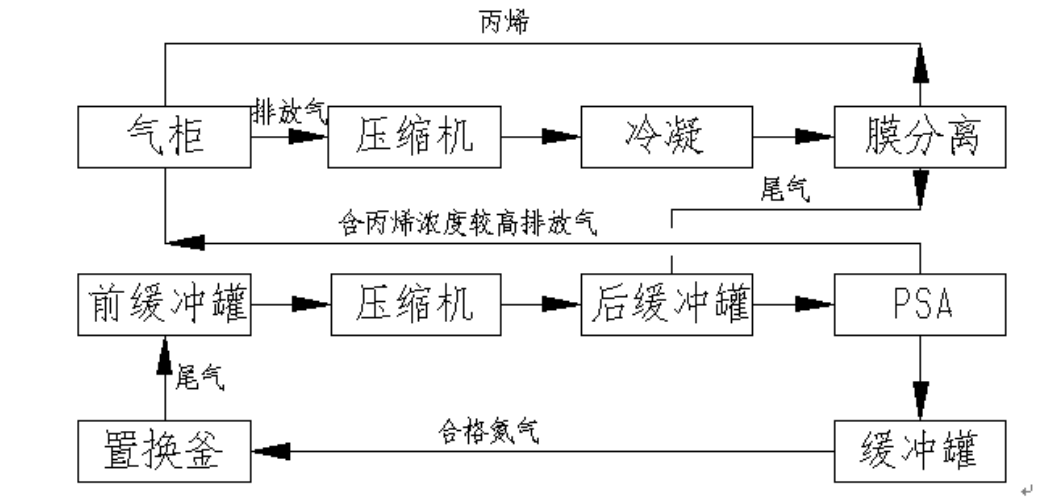 丙烯
气柜
排放气
压缩机
冷凝
膜分离
尾气
含丙烯浓度较高排放气
前缓冲罐
压缩机
后缓冲罐
PSA
尾气
置换釜
合格氮气
缓冲罐